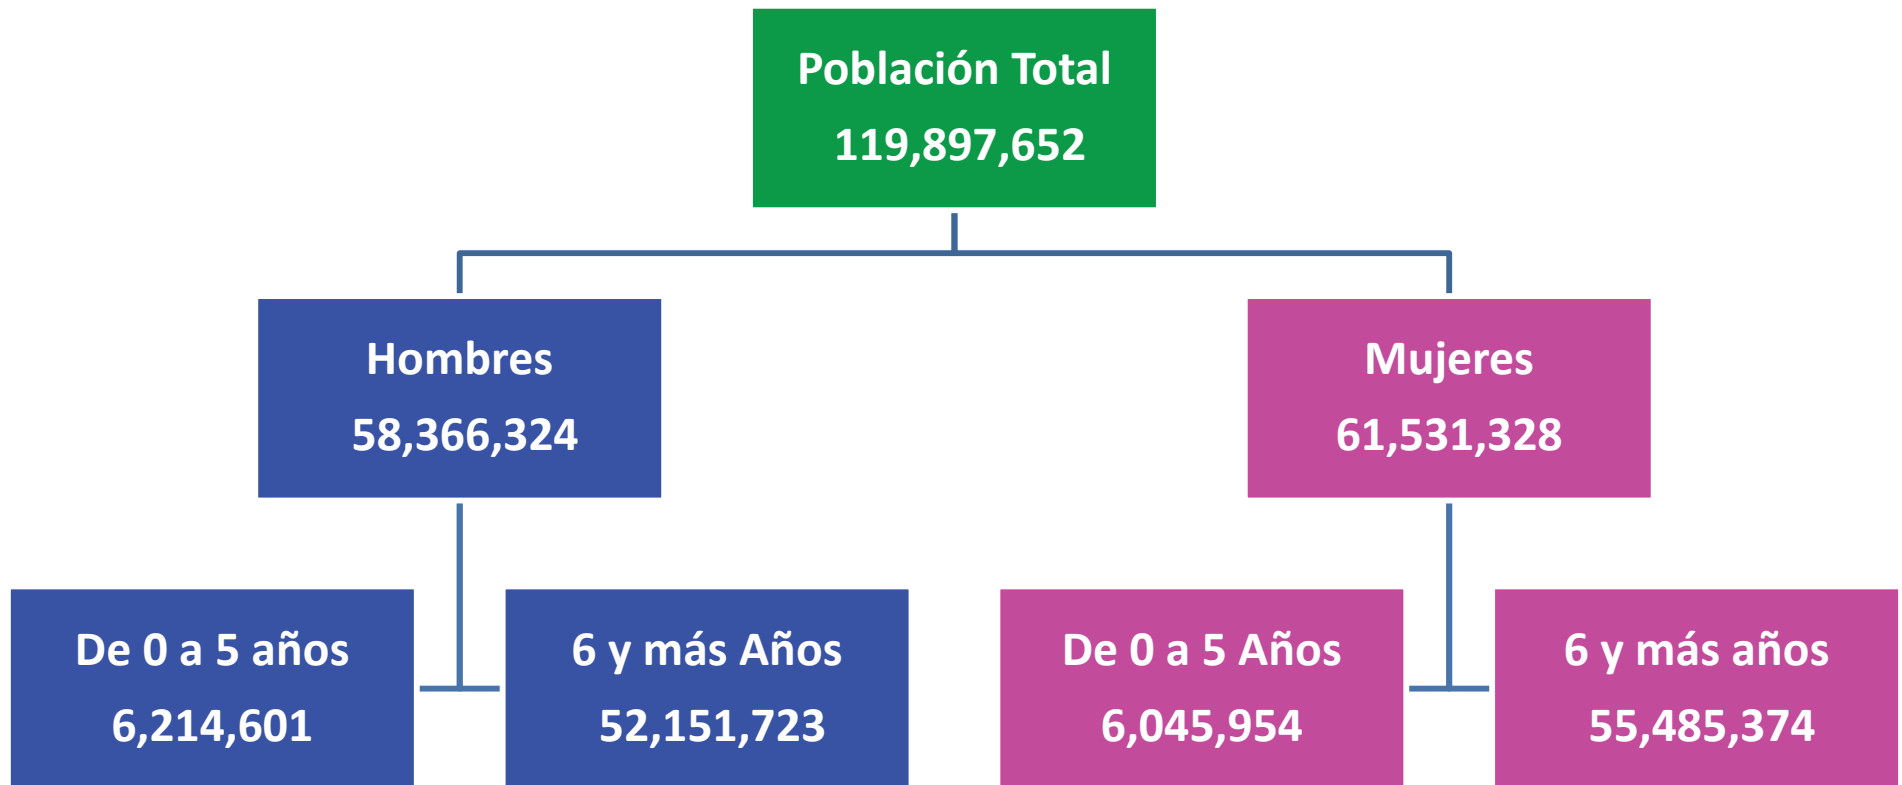 Población Total
119,897,652
Hombres
58,366,324
Mujeres
61,531,328
De 0 a 5 años
6,214,601
6 y más Años
52,151,723
De 0 a 5 Años
6,045,954
6 y más años
55,485,374